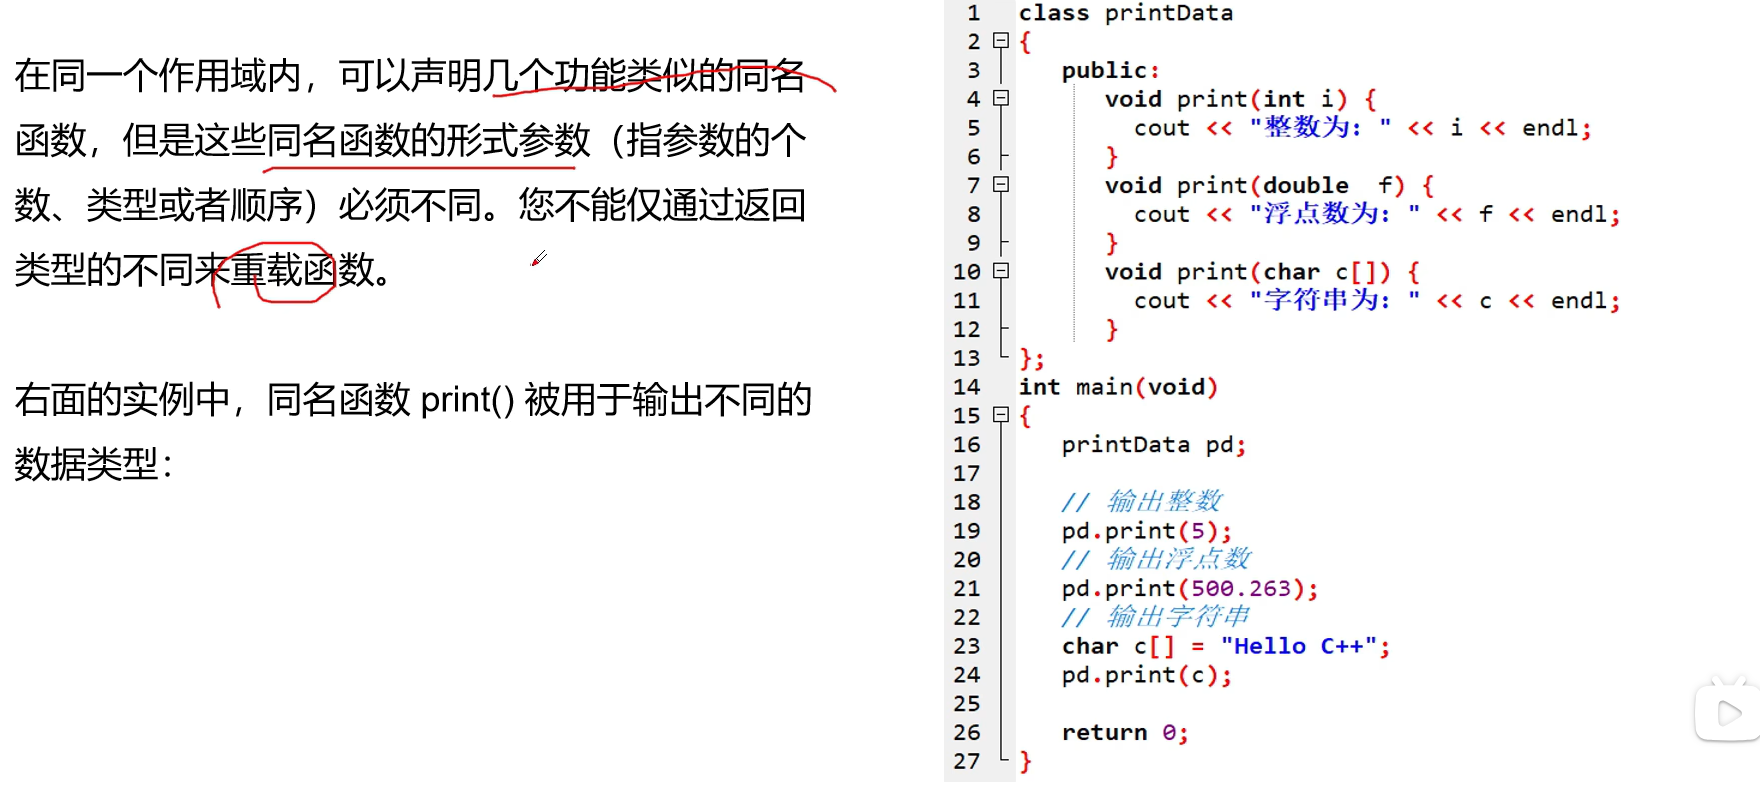 在同一个作用域内，可以声明几个功能类似的同名
函数，但是这些同名函数的形式参数（指参数的个
数、类型或者顺序）必须不同。您不能仅通过返回
类型的不同来重载函数。
右面的实例中，同名函数 print() 被用于输出不同的
数据类型：
1 class printData
2 {
3 public:
4 void print(int i) {
5 cout << "整数为: " << i << endl;
6 }
7 void print(double  f) {
8 cout << "浮点数为: " << f << endl;
9 }
10 void print(char c[]) {
11 cout << "字符串为: " << c << endl;
12 }
13 };
14 int main(void)
15 {
16 printData pd;
17
18 // 输出整数
19 pd.print(5);
20 // 输出浮点数
21 pd.print(500.263);
22 // 输出字符串
23 char c[] = "Hello C++";
24 pd.print(c);
25
26 return 0;
27 }